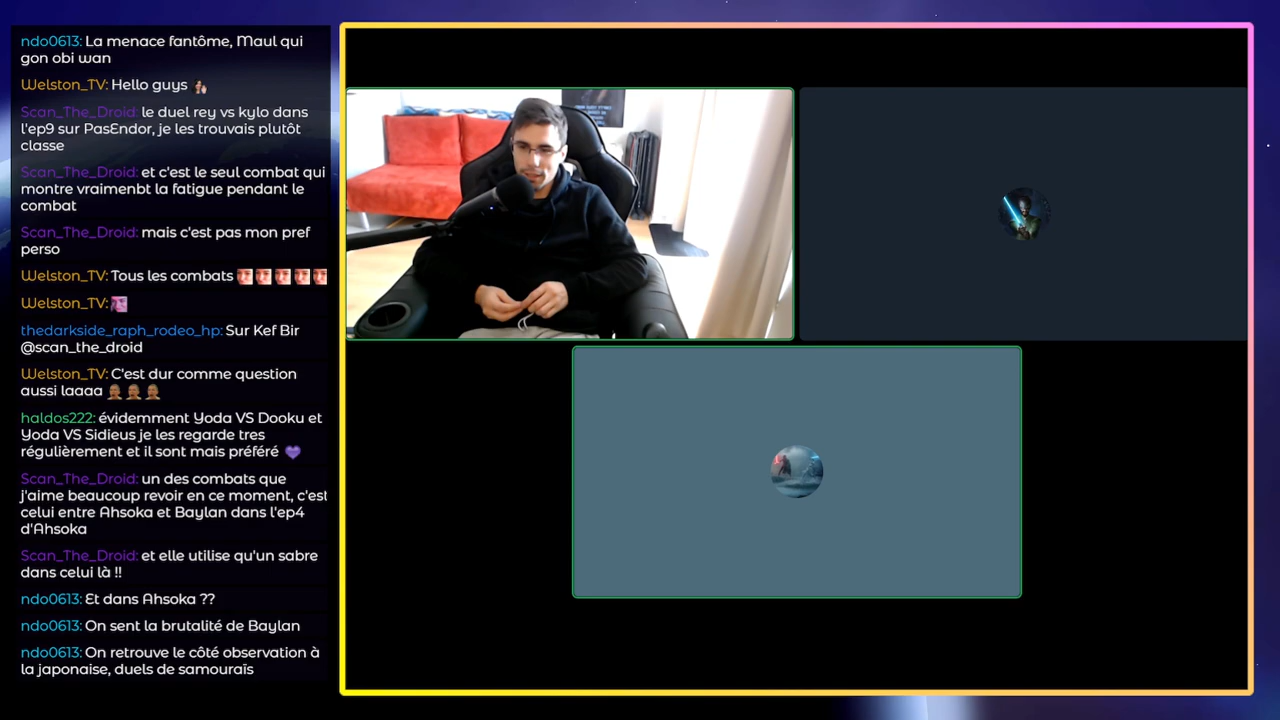 ndo0613: La menace fantôme, Maul qui
gon obi wan
Welston_TV: Hello guys
Scan_The_Droid: le duel rey vs kylo dans
l'ep9 sur PasEndor, je les trouvais plutôt
classe
Scan_The_Droid: et c'est le seul combat qui
montre vraimenbt la fatigue pendant le
combat
Scan_The_Droid: mais c'est pas mon pref
perso
Welston_TV: Tous les combats
Welston_TV:
thedarkside_raph_rodeo_hp: Sur Kef Bir
@scan_the_droid
Welston_TV: C'est dur comme question
aussi laaaa
haldos222: évidemment Yoda VS Dooku et
Yoda VS Sidieus je les regarde tres
régulièrement et il sont mais préféré
Scan_The_Droid: un des combats que
j'aime beaucoup revoir en ce moment, c'est
celui entre Ahsoka et Baylan dans l'ep4
d'Ahsoka
Scan_The_Droid: et elle utilise qu'un sabre
dans celui là !!
ndo0613: Et dans Ahsoka ??
ndo0613: On sent la brutalité de Baylan
ndo0613: On retrouve le côté observation à
la japonaise, duels de samouraïs